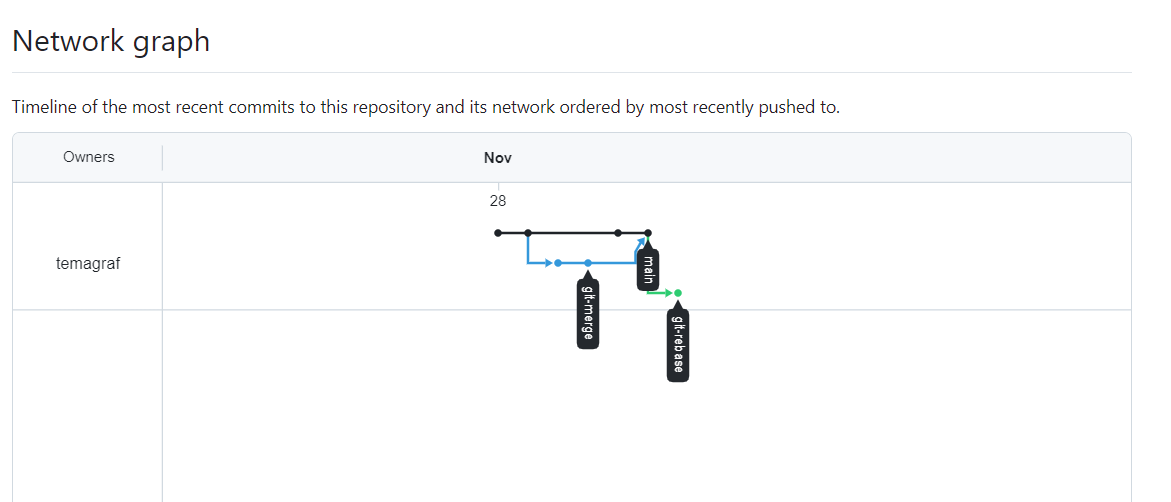 Network graph
Timeline of the most recent commits to this repository and its network ordered by most recently pushed to.
Owners
Nov
28
temagraf
main
git-merge
git-rebase